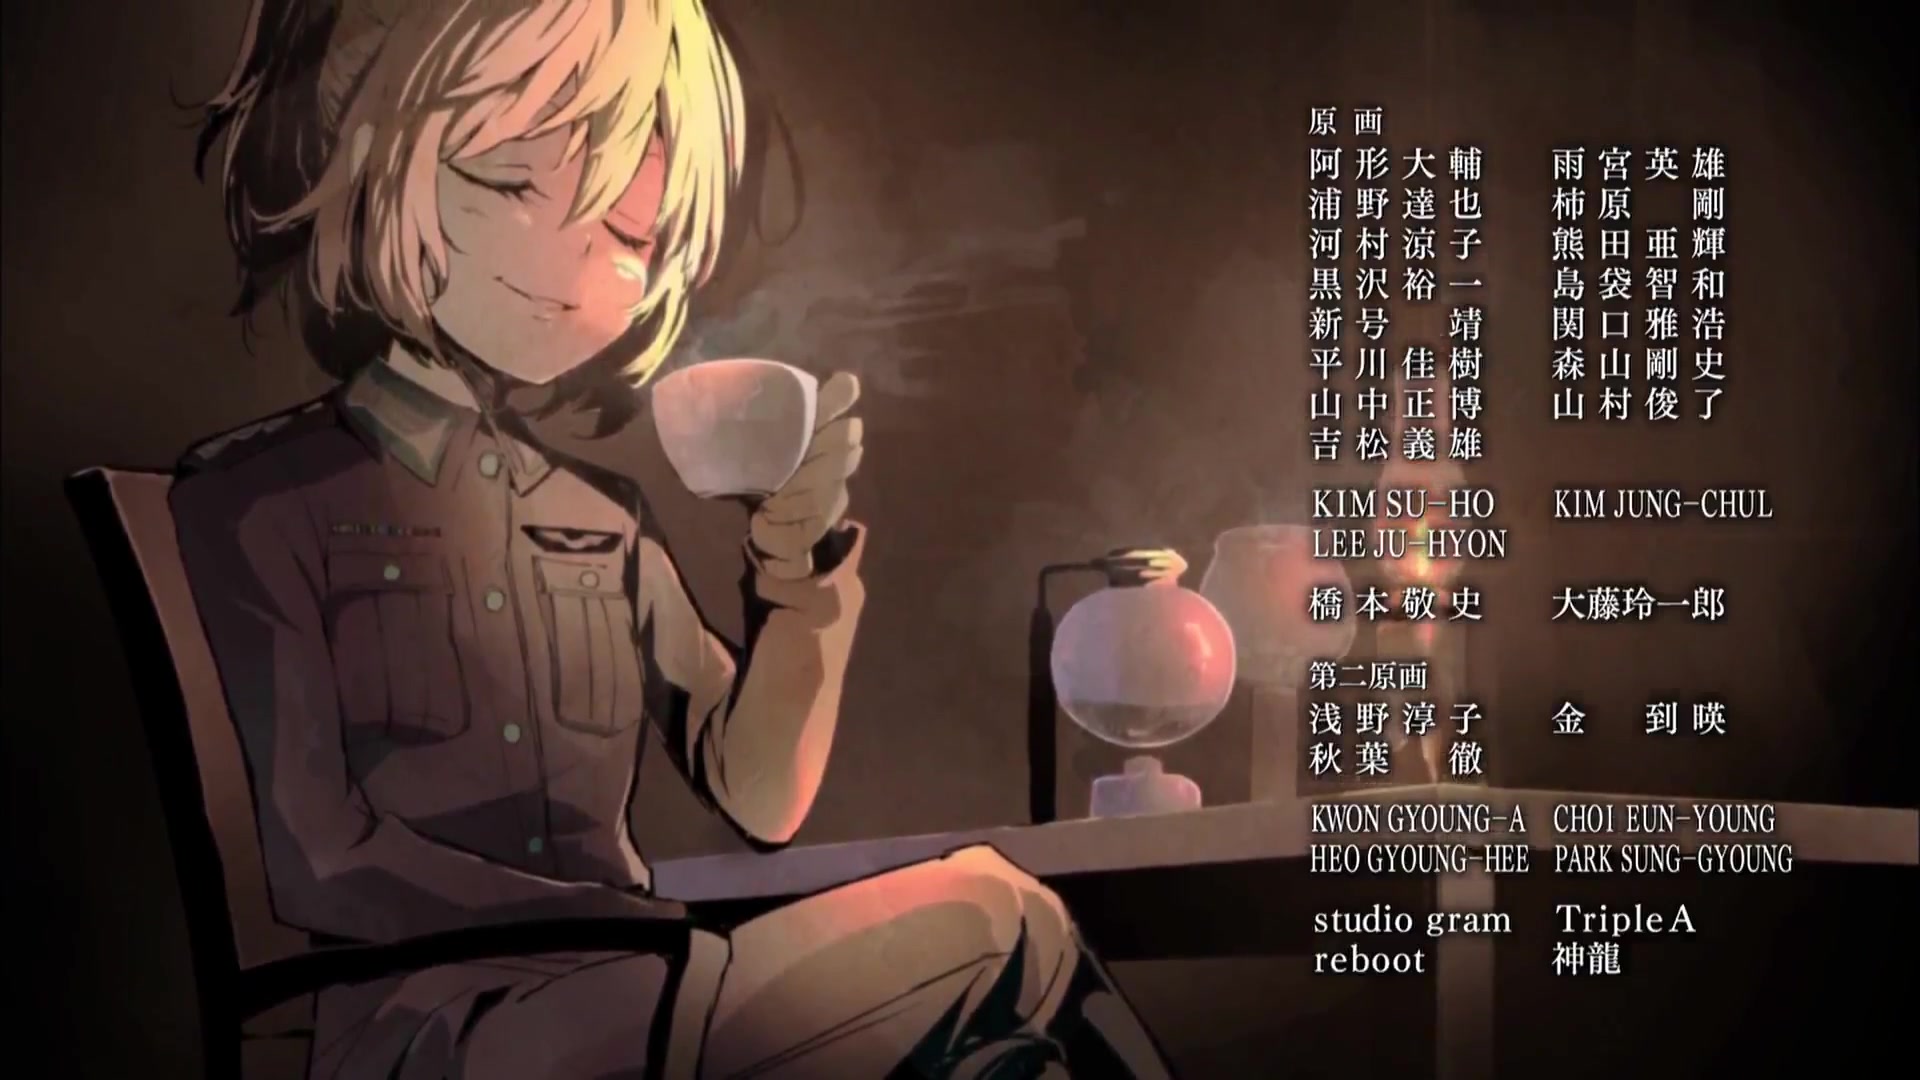 原画
阿形大輔 雨宮英雄
浦野達也 柿原 剛
河村涼子 熊田亜輝
黒沢裕一 島袋智和
新号 靖 関口雅浩
平川佳樹 森山剛史
山中正博 山村俊了
吉松義雄
KIM SU-HO KIM JUNG-CHUL
LEE JU-HYON
橋本敬史 大藤玲一郎
第二原画
浅野淳子 金 到暎
秋葉 徹
KWON GYOUNG-A CHOI EUN-YOUNG
HEO GYOUNG-HEE PARK SUNG-GYOUNG
studio gram Triple A
reboot 神龍